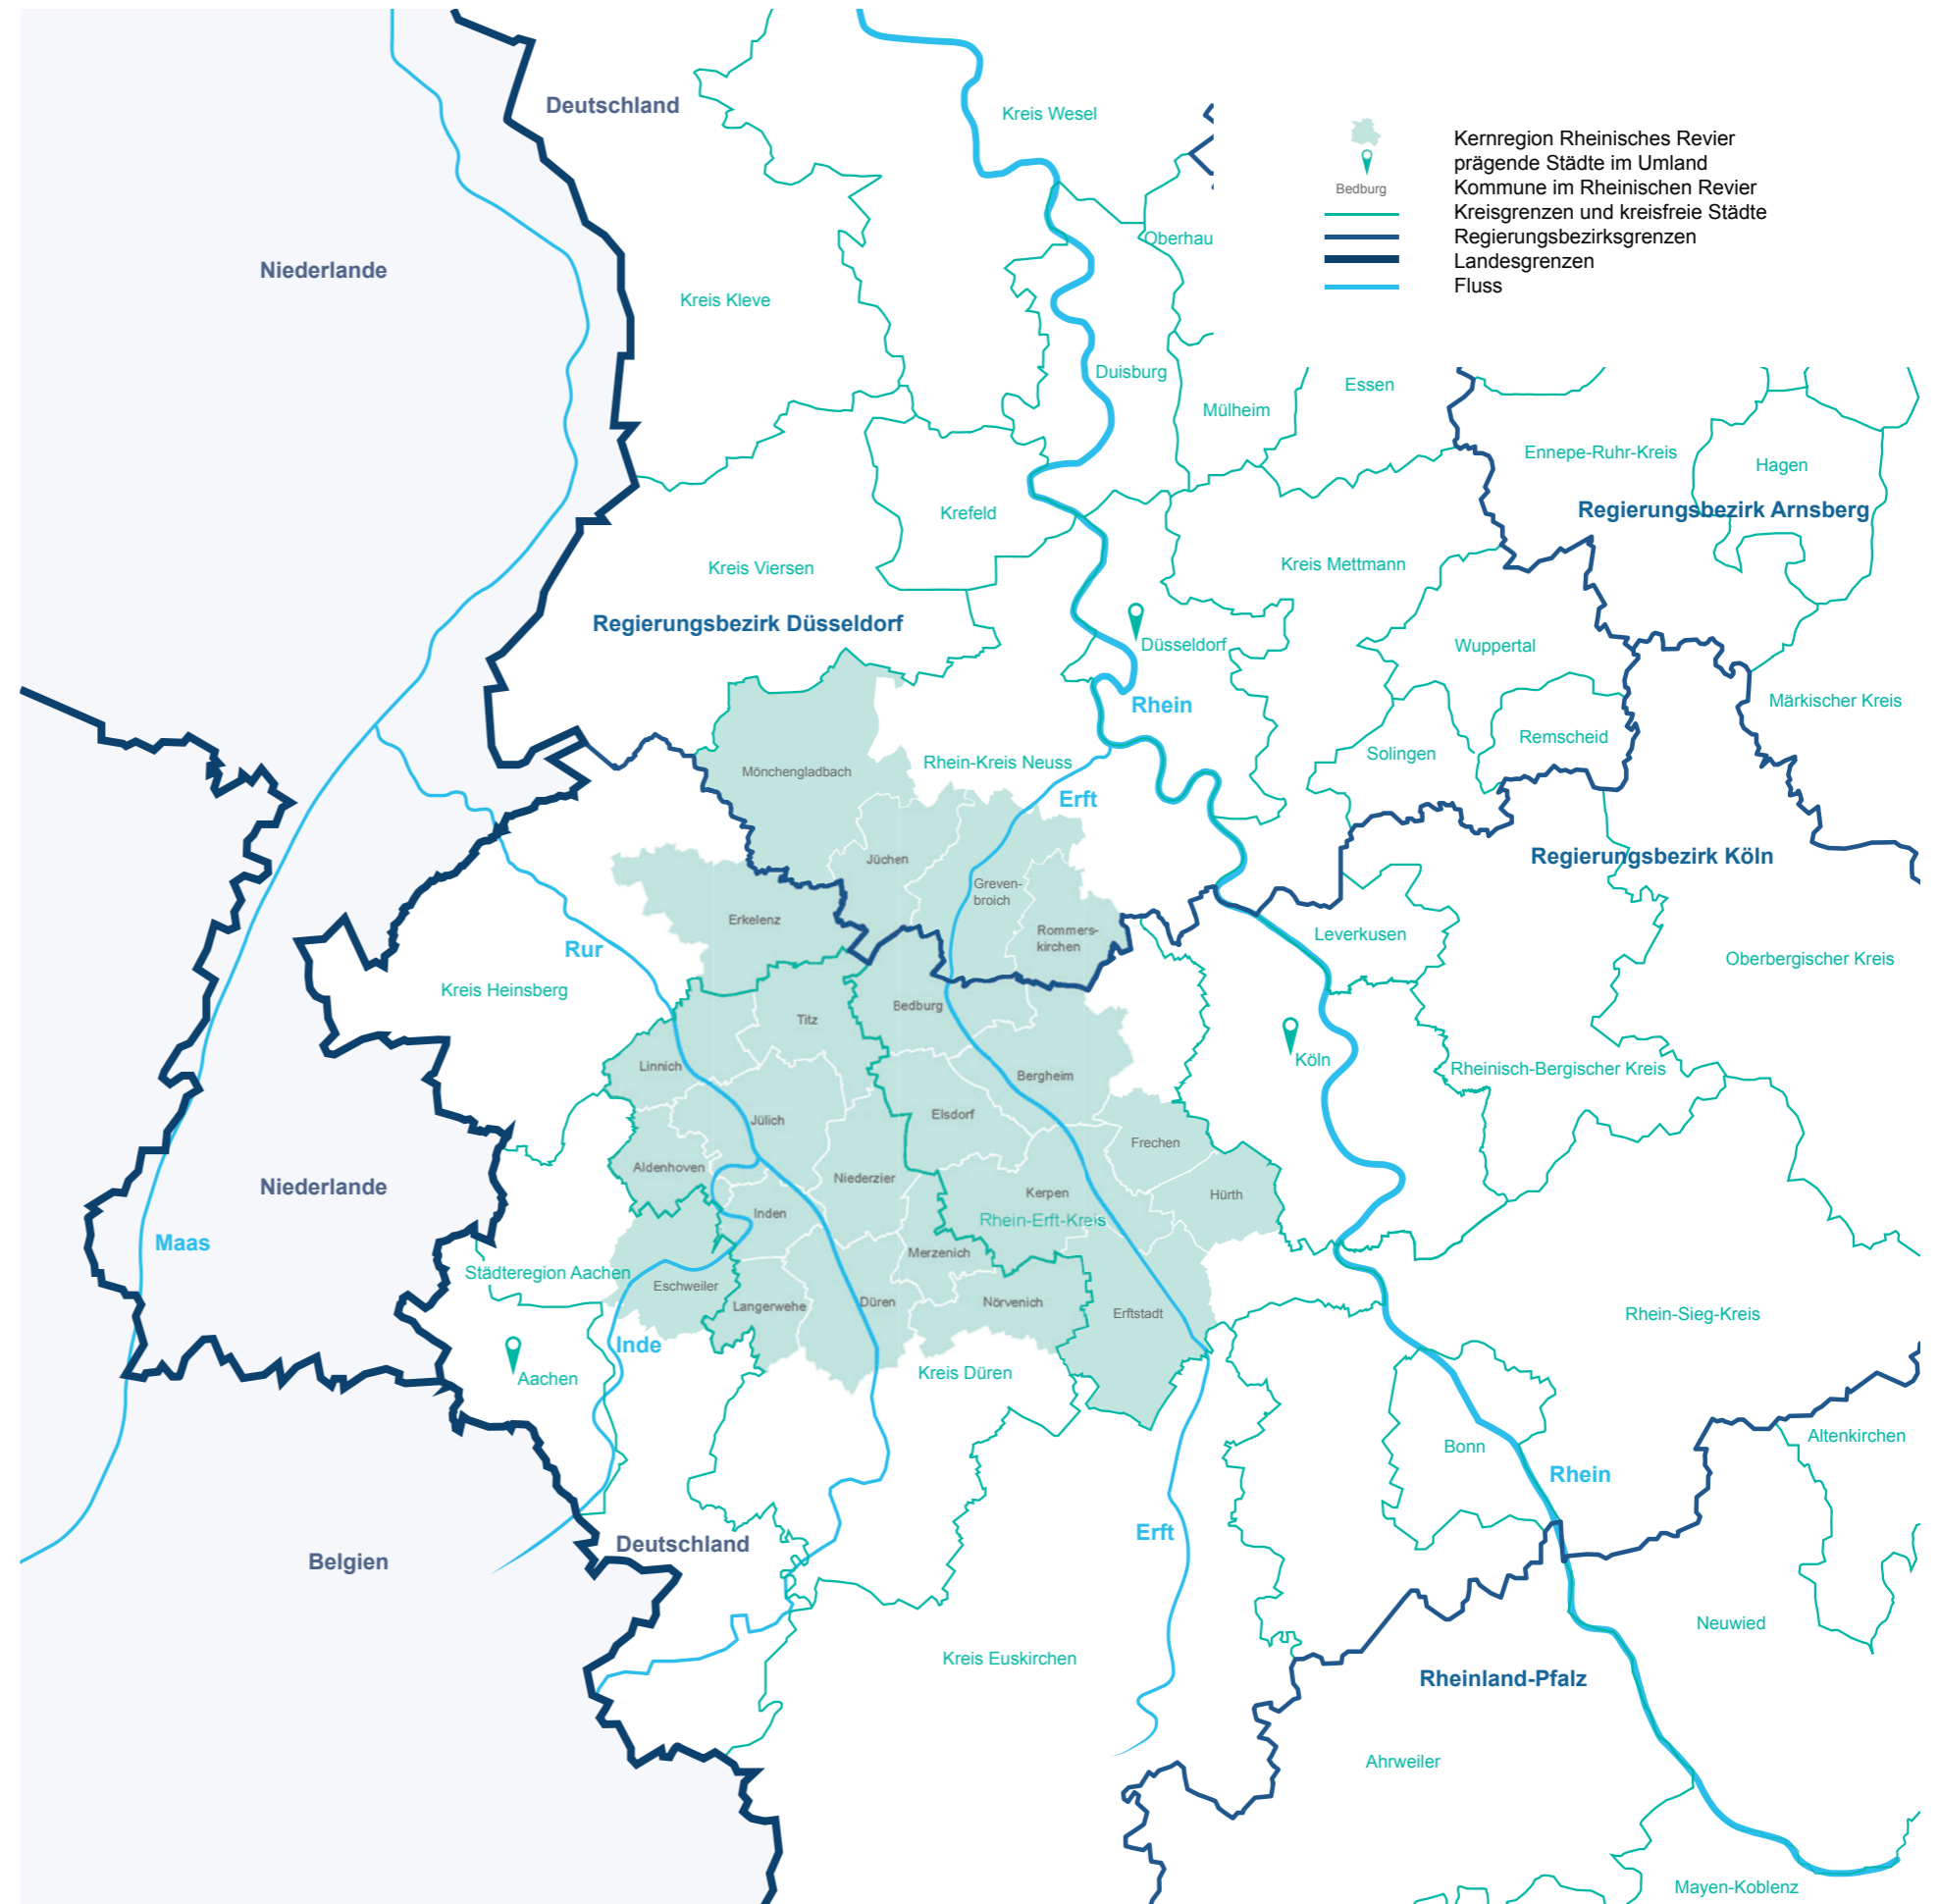 Deutschland
Kreis Wesel
Kernregion Rheinisches Revier
prägende Städte im Umland
Bedburg
Kommune im Rheinischen Revier
Kreisgrenzen und kreisfreie Städte
Regierungsbezirksgrenzen
Landesgrenzen
Fluss
Oberhau
Niederlande
Kreis Kleve
Duisburg
Essen
Mülheim
Ennepe-Ruhr-Kreis
Hagen
Regierungsbezirk Arnsberg
Krefeld
Kreis Viersen
Kreis Mettmann
Regierungsbezirk Düsseldorf
Düsseldorf
Wuppertal
Rhein
Märkischer Kreis
Remscheid
Solingen
Rhein-Kreis Neuss
Mönchengladbach
Erft
Regierungsbezirk Köln
Jüchen
Greven-
broich
Erkelenz
Rommers-
kirchen
Leverkusen
Rur
Oberbergischer Kreis
Kreis Heinsberg
Bedburg
Titz
Köln
Linnich
Bergheim
Rheinisch-Bergischer Kreis
Elsdorf
Jülich
Frechen
Aldenhoven
Niederzier
Niederlande
Kerpen
Hürth
Inden
Rhein-Erft-Kreis
Maas
Merzenich
Städteregion Aachen
Eschweiler
Langerwehe
Düren
Nörvenich
Erftstadt
Rhein-Sieg-Kreis
Inde
Aachen
Kreis Düren
Altenkirchen
Bonn
Rhein
Erft
Deutschland
Belgien
Neuwied
Kreis Euskirchen
Rheinland-Pfalz
Ahrweiler
Mayen-Koblenz